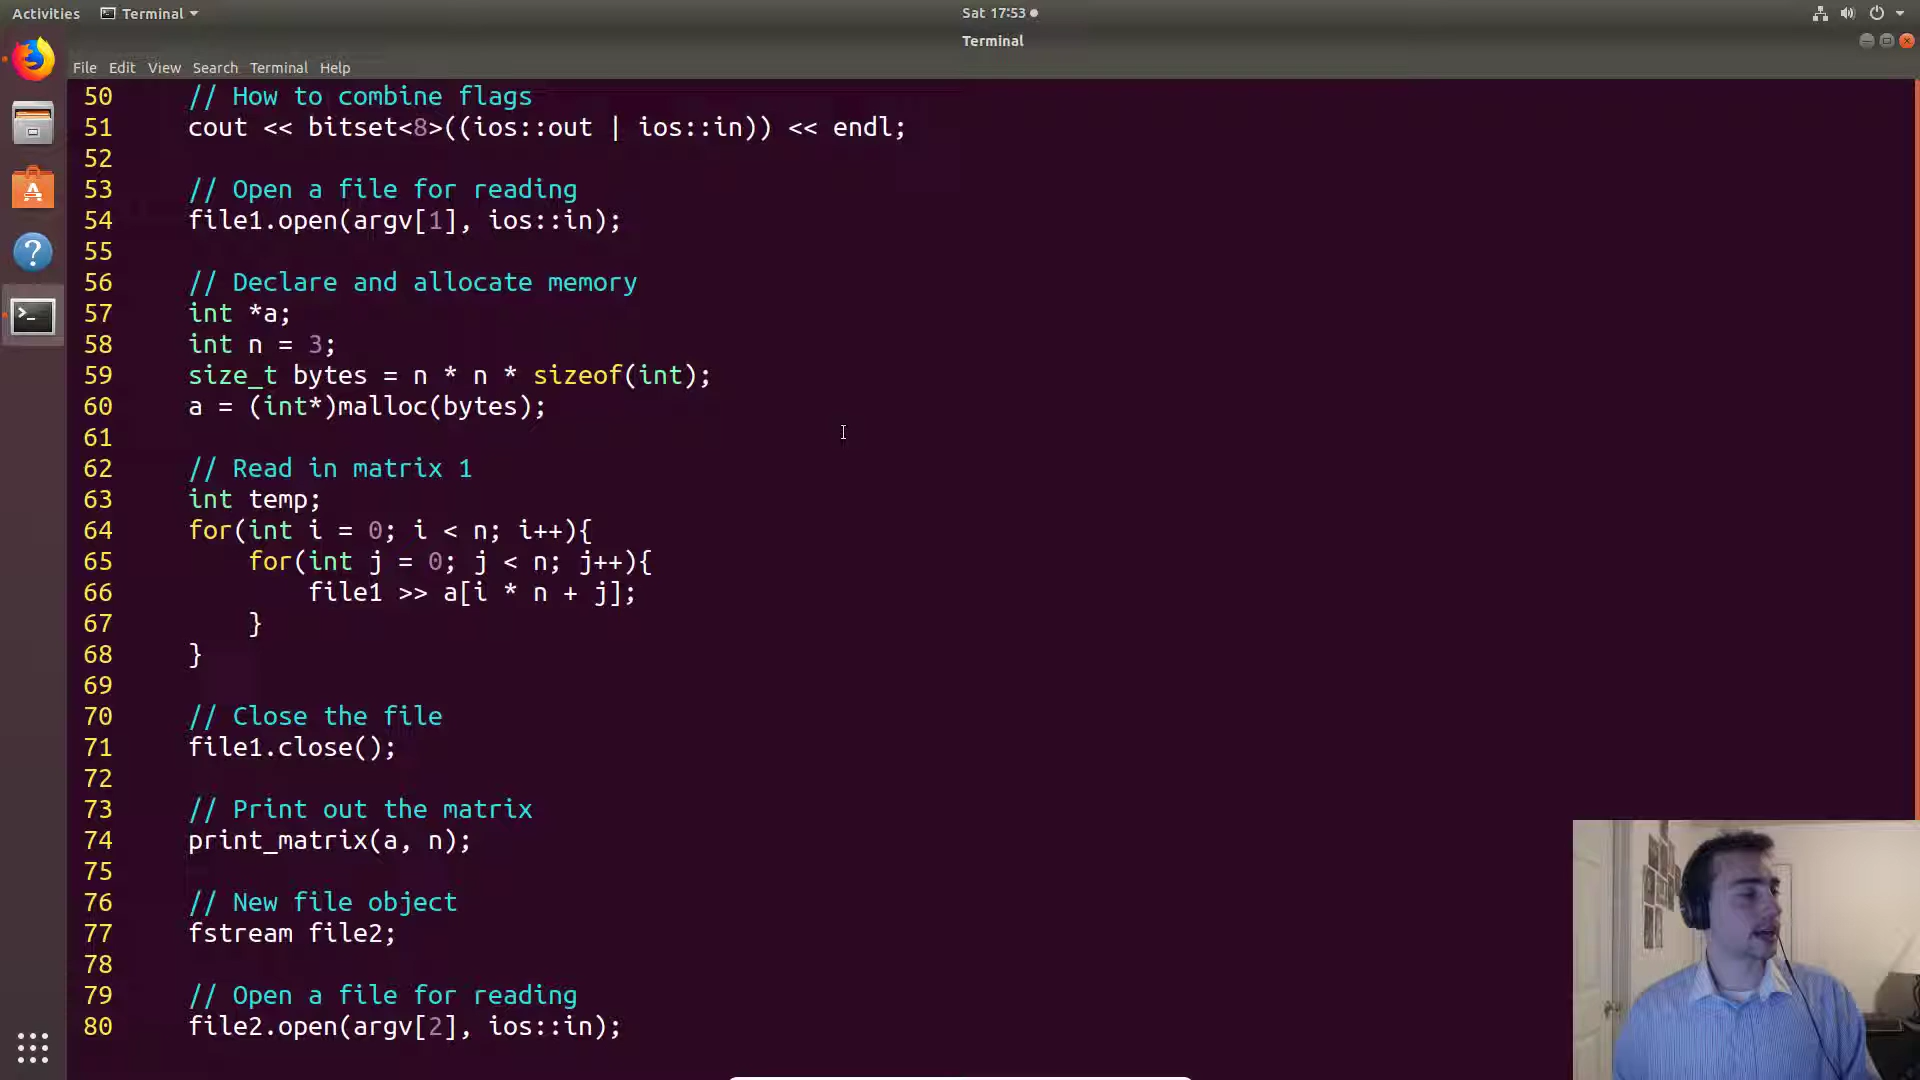 Activities Terminal Sat 17:53
Terminal
File Edit View Search Terminal Help
50 // How to combine flags
51 cout << bitset<8>((ios::out | ios::in)) << endl;
52
53 // Open a file for reading
54 file1.open(argv[1], ios::in);
55
56 // Declare and allocate memory
57 int *a;
58 int n = 3;
59 size_t bytes = n * n * sizeof(int);
60 a = (int*)malloc(bytes);
61
62 // Read in matrix 1
63 int temp;
64 for(int i = 0; i < n; i++){
65 for(int j = 0; j < n; j++){
66 file1 >> a[i * n + j];
67 }
68 }
69
70 // Close the file
71 file1.close();
72
73 // Print out the matrix
74 print_matrix(a, n);
75
76 // New file object
77 fstream file2;
78
79 // Open a file for reading
80 file2.open(argv[2], ios::in);